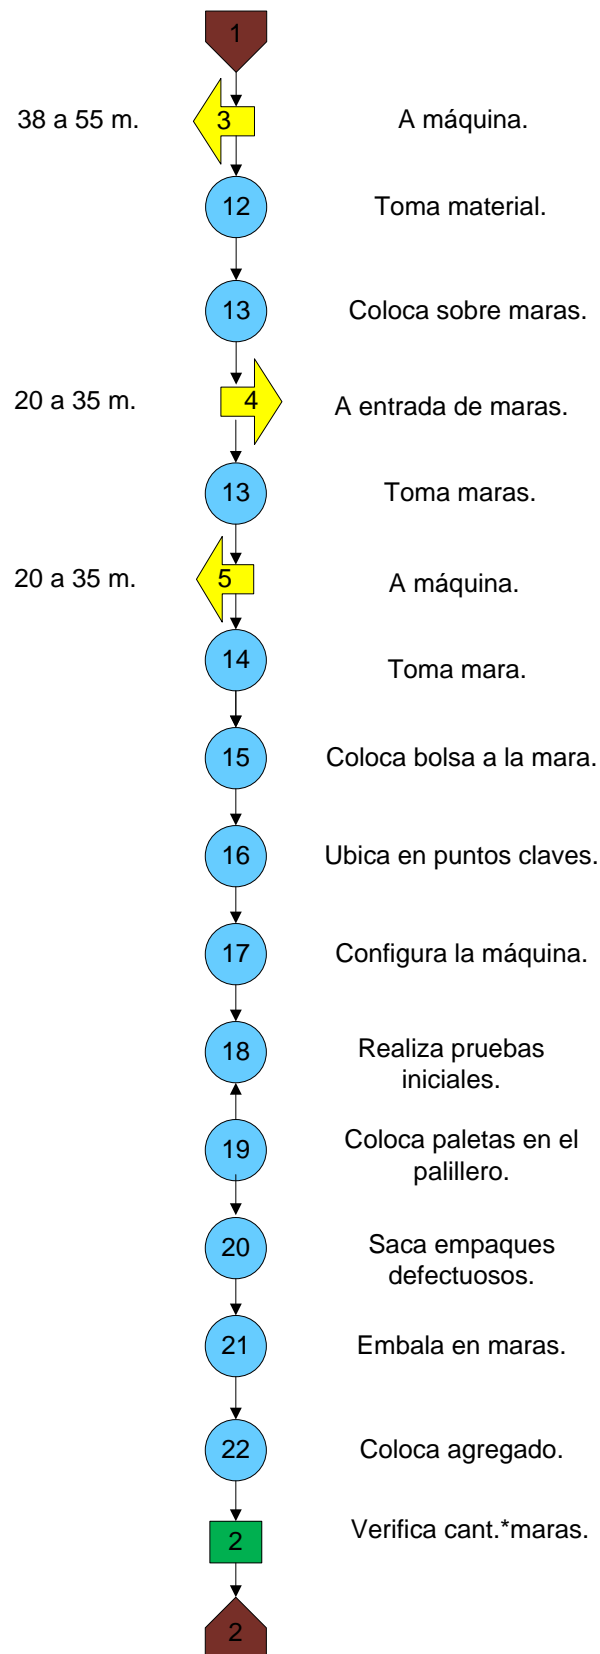 1
38 a 55 m. 3 A máquina.
12 Toma material.
13 Coloca sobre maras.
20 a 35 m. 4 A entrada de maras.
13 Toma maras.
20 a 35 m. 5 A máquina.
14 Toma mara.
15 Coloca bolsa a la mara.
16 Ubica en puntos claves.
17 Configura la máquina.
18 Realiza pruebas
iniciales.
19 Coloca paletas en el
palillero.
20 Saca empaques
defectuosos.
21 Embala en maras.
22 Coloca agregado.
2 Verifica cant.*maras.
2